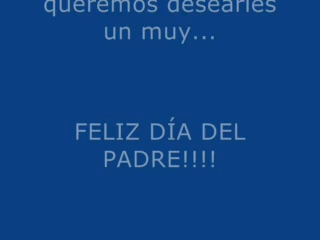 queremos desearles
un muy...
FELIZ DÍA DEL
PADRE!!!!